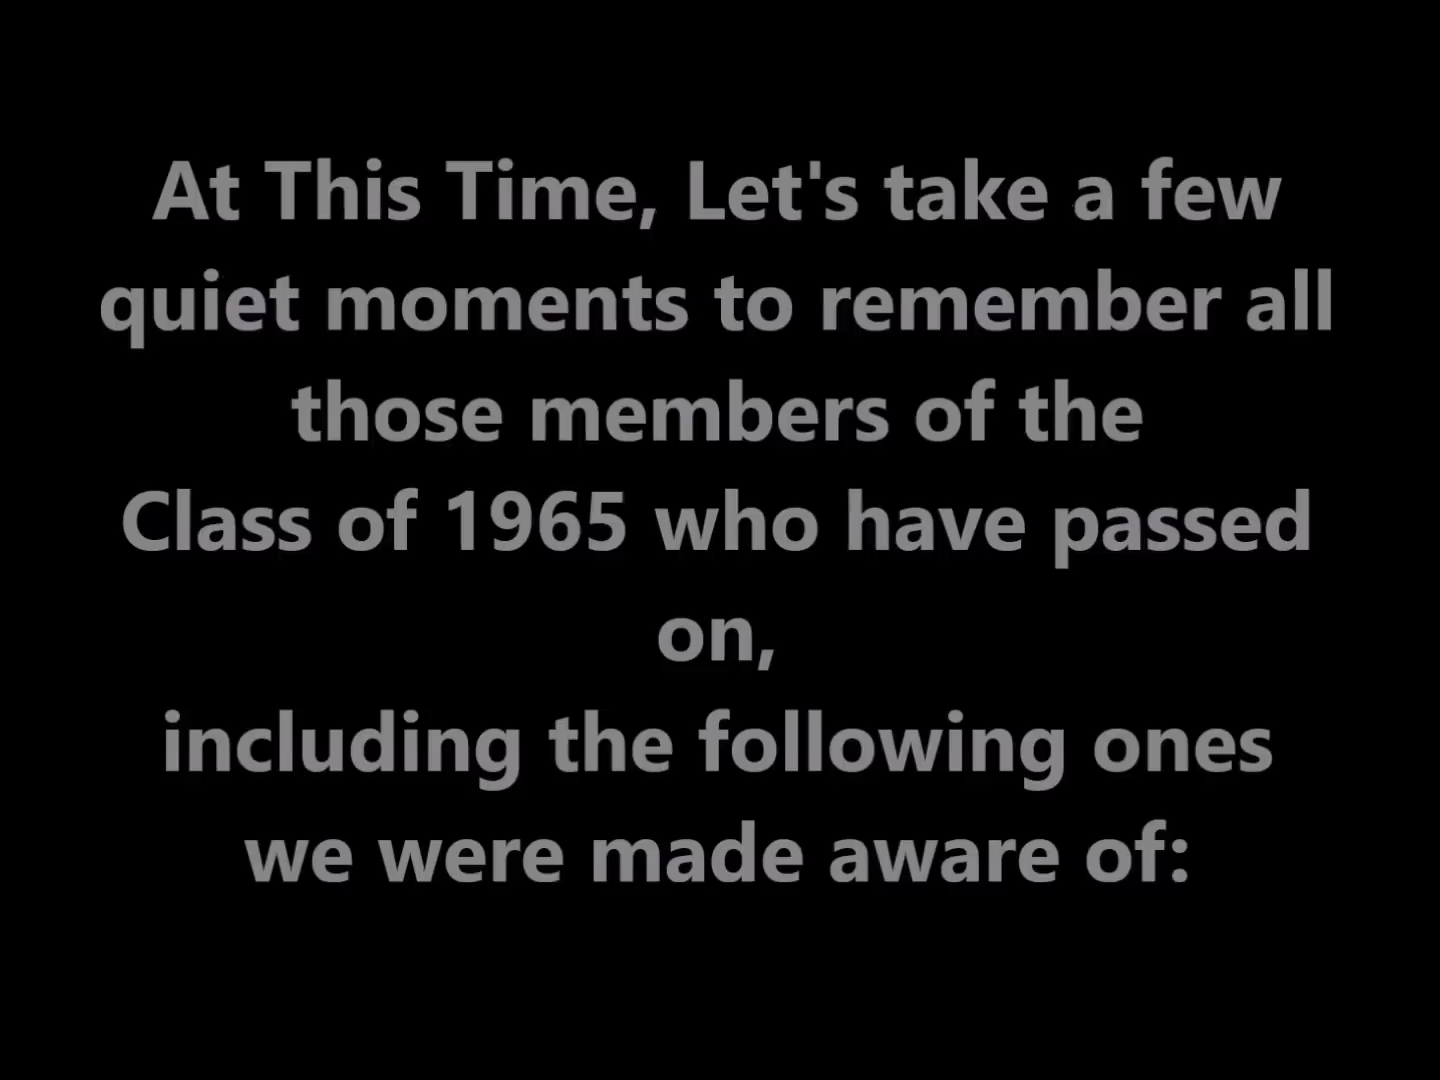 At This Time, Let's take a few
quiet moments to remember all
those members of the
Class of 1965 who have passed
on,
including the following ones
we were made aware of: